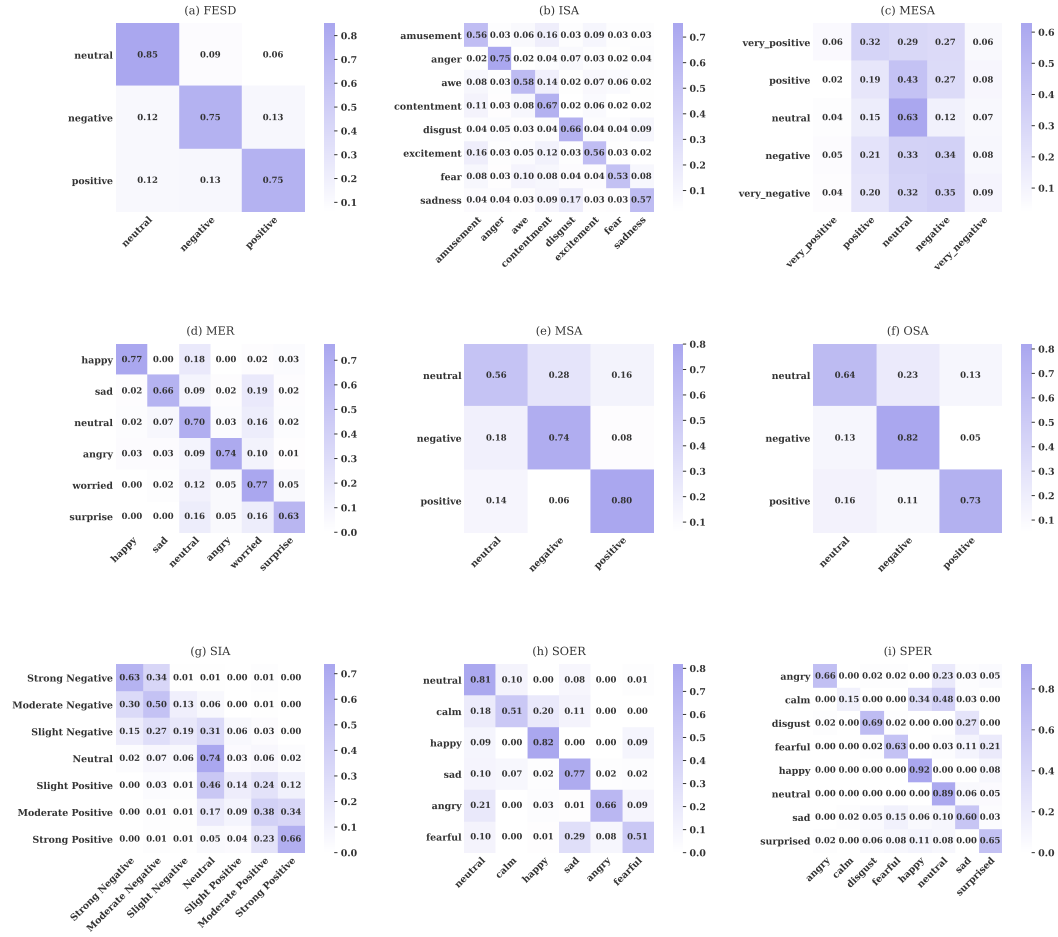 (a) FESD
neutral 0.85 0.09 0.06
negative 0.12 0.75 0.13
positive 0.12 0.13 0.75
neutral negative positive
0.8
0.7
0.6
0.5
0.4
0.3
0.2
0.1
(b) ISA
amusement 0.56 0.03 0.06 0.16 0.03 0.09 0.03 0.03
anger 0.02 0.75 0.02 0.04 0.07 0.03 0.02 0.04
awe 0.08 0.03 0.58 0.14 0.02 0.07 0.06 0.02
contentment 0.11 0.03 0.08 0.67 0.02 0.06 0.02 0.02
disgust 0.04 0.05 0.03 0.04 0.66 0.04 0.04 0.09
excitement 0.16 0.03 0.05 0.12 0.03 0.56 0.03 0.02
fear 0.08 0.03 0.10 0.08 0.04 0.04 0.53 0.08
sadness 0.04 0.04 0.03 0.09 0.17 0.03 0.03 0.57
amusement anger awe contentment disgust excitement fear sadness
0.7
0.6
0.5
0.4
0.3
0.2
0.1
(c) MESA
very_positive 0.06 0.32 0.29 0.27 0.06
positive 0.02 0.19 0.43 0.27 0.08
neutral 0.04 0.15 0.63 0.12 0.07
negative 0.05 0.21 0.33 0.34 0.08
very_negative 0.04 0.20 0.32 0.35 0.09
very_positive positive neutral negative very_negative
0.6
0.5
0.4
0.3
0.2
0.1
(d) MER
happy 0.77 0.00 0.18 0.00 0.02 0.03
sad 0.02 0.66 0.09 0.02 0.19 0.02
neutral 0.02 0.07 0.70 0.03 0.16 0.02
angry 0.03 0.03 0.09 0.74 0.10 0.01
worried 0.00 0.02 0.12 0.05 0.77 0.05
surprise 0.00 0.00 0.16 0.05 0.16 0.63
happy sad neutral angry worried surprise
0.7
0.6
0.5
0.4
0.3
0.2
0.1
0.0
(e) MSA
neutral 0.56 0.28 0.16
negative 0.18 0.74 0.08
positive 0.14 0.06 0.80
neutral negative positive
0.8
0.7
0.6
0.5
0.4
0.3
0.2
0.1
(f) OSA
neutral 0.64 0.23 0.13
negative 0.13 0.82 0.05
positive 0.16 0.11 0.73
neutral negative positive
0.8
0.7
0.6
0.5
0.4
0.3
0.2
0.1
(g) SIA
Strong Negative 0.63 0.34 0.01 0.01 0.00 0.01 0.00
Moderate Negative 0.30 0.50 0.13 0.06 0.00 0.01 0.00
Slight Negative 0.15 0.27 0.19 0.31 0.06 0.03 0.00
Neutral 0.02 0.07 0.06 0.74 0.03 0.06 0.02
Slight Positive 0.00 0.03 0.01 0.46 0.14 0.24 0.12
Moderate Positive 0.00 0.01 0.01 0.17 0.09 0.38 0.34
Strong Positive 0.00 0.01 0.01 0.05 0.04 0.23 0.66
Strong Negative Moderate Negative Slight Negative Neutral Slight Positive Moderate Positive Strong Positive
0.7
0.6
0.5
0.4
0.3
0.2
0.1
0.0
(h) SOER
neutral 0.81 0.10 0.00 0.08 0.00 0.01
calm 0.18 0.51 0.20 0.11 0.00 0.00
happy 0.09 0.00 0.82 0.00 0.00 0.09
sad 0.10 0.07 0.02 0.77 0.02 0.02
angry 0.21 0.00 0.03 0.01 0.66 0.09
fearful 0.10 0.00 0.01 0.29 0.08 0.51
neutral calm happy sad angry fearful
0.8
0.7
0.6
0.5
0.4
0.3
0.2
0.1
0.0
(i) SPER
angry 0.66 0.00 0.02 0.02 0.00 0.23 0.03 0.05
calm 0.00 0.15 0.00 0.00 0.34 0.48 0.03 0.00
disgust 0.02 0.00 0.69 0.02 0.00 0.00 0.27 0.00
fearful 0.00 0.00 0.02 0.63 0.00 0.03 0.11 0.21
happy 0.00 0.00 0.00 0.00 0.92 0.00 0.00 0.08
neutral 0.00 0.00 0.00 0.00 0.00 0.89 0.06 0.05
sad 0.00 0.02 0.05 0.15 0.06 0.10 0.60 0.03
surprised 0.02 0.00 0.06 0.08 0.11 0.08 0.00 0.65
angry calm disgust fearful happy neutral sad surprised
0.8
0.6
0.4
0.2
0.0